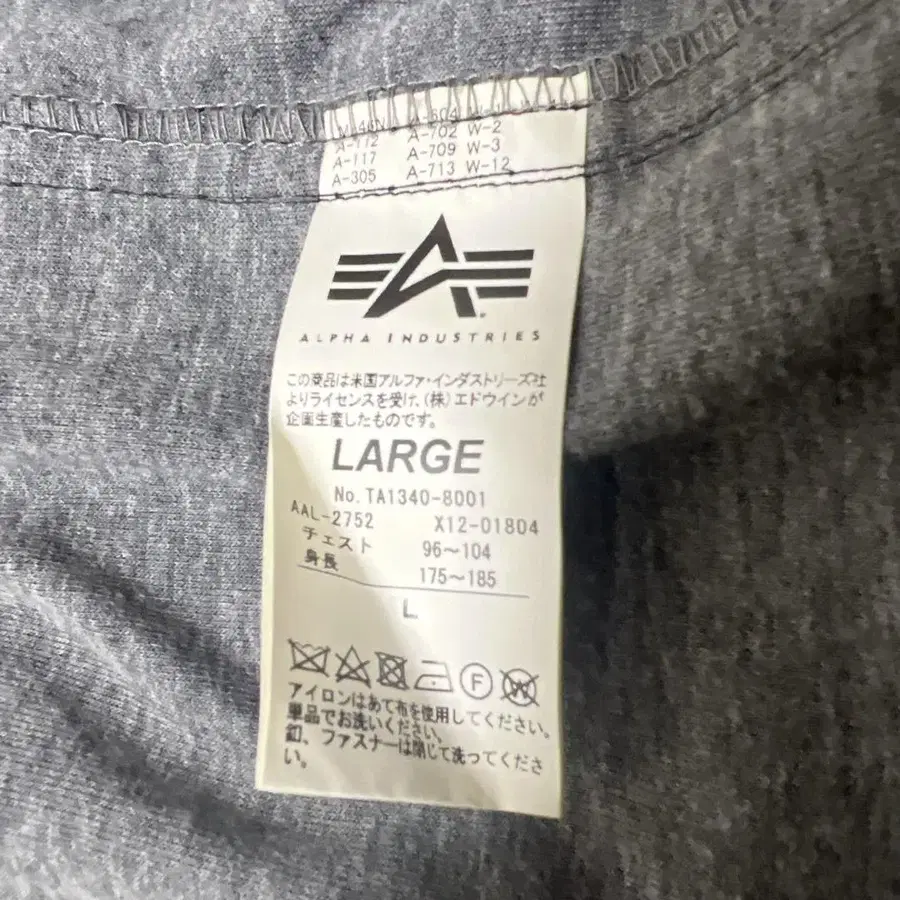 A-604
A-112 A-702 W-2
A-117 A-709 W-3
A-305 A-713 W-12
ALPHA INDUSTRIES
この商品は米国アルファ・インダストリーズ社
よりライセンスを受け、(株)エドウインが
企画生産したものです。
LARGE
No. TA1340-8001
AAL-2752 X12-01804
チェスト 96～104
身長 175～185
L
F W
アイロンはあて布を使用してください。
単品でお洗いください。
釦、ファスナーは閉じて洗ってくださ
い。